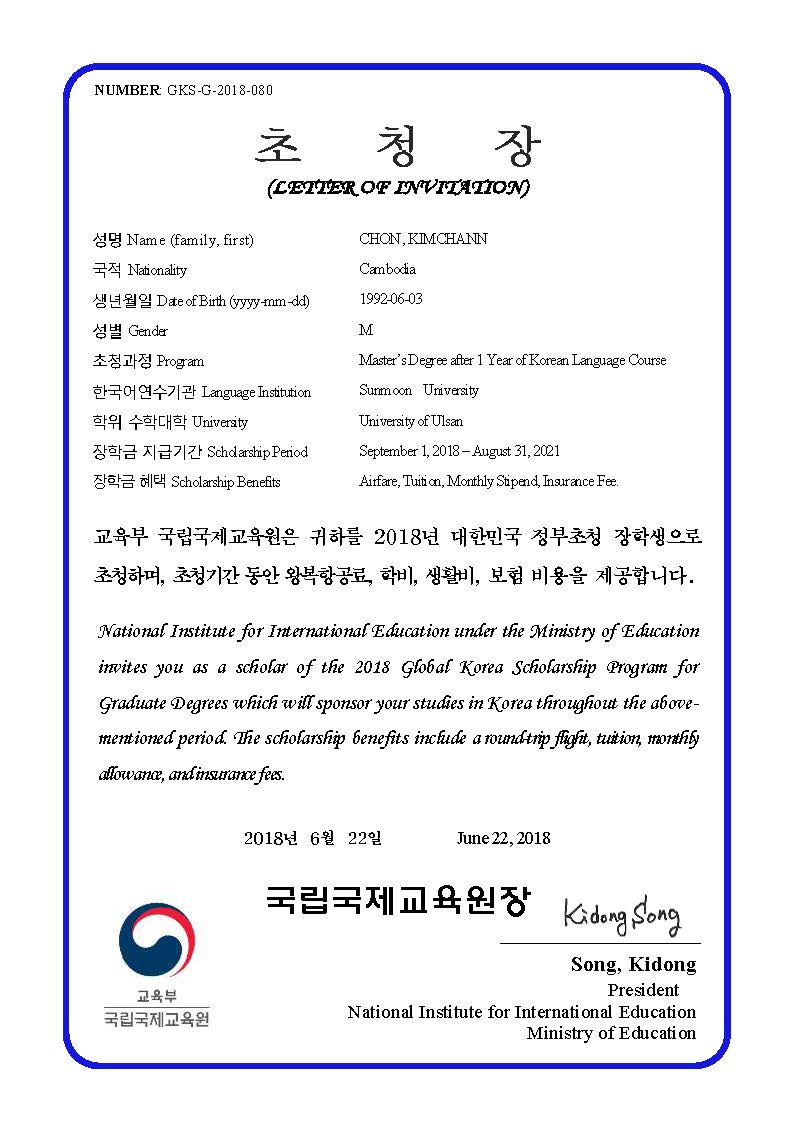 NUMBER: GKS-G-2018-080
초 청 장
(LETTER OF INVITATION)
성명 Name (family, first) CHON, KIMCHANN
국적 Nationality Cambodia
생년월일 Date of Birth (yyyy-mm-dd) 1992-06-03
성별 Gender M
초청과정 Program Master's Degree after 1 Year of Korean Language Course
한국어연수기관 Language Institution Sunmoon University
학위 수학대학 University University of Ulsan
장학금 지급기간 Scholarship Period September 1, 2018 – August 31, 2021
장학금 혜택 Scholarship Benefits Airfare, Tuition, Monthly Stipend, Insurance Fee.
교육부 국립국제교육원은 귀하를 2018년 대한민국 정부초청 장학생으로
초청하며, 초청기간 동안 왕복항공료, 학비, 생활비, 보험 비용을 제공합니다.
National Institute for International Education under the Ministry of Education
invites you as a scholar of the 2018 Global Korea Scholarship Program for
Graduate Degrees which will sponsor your studies in Korea throughout the above-
mentioned period. The scholarship benefits include a round-trip flight, tuition, monthly
allowance, and insurance fees.
2018년 6월 22일 June 22, 2018
국립국제교육원장 Kidong Song
Song, Kidong
President
National Institute for International Education
Ministry of Education
교육부
국립국제교육원